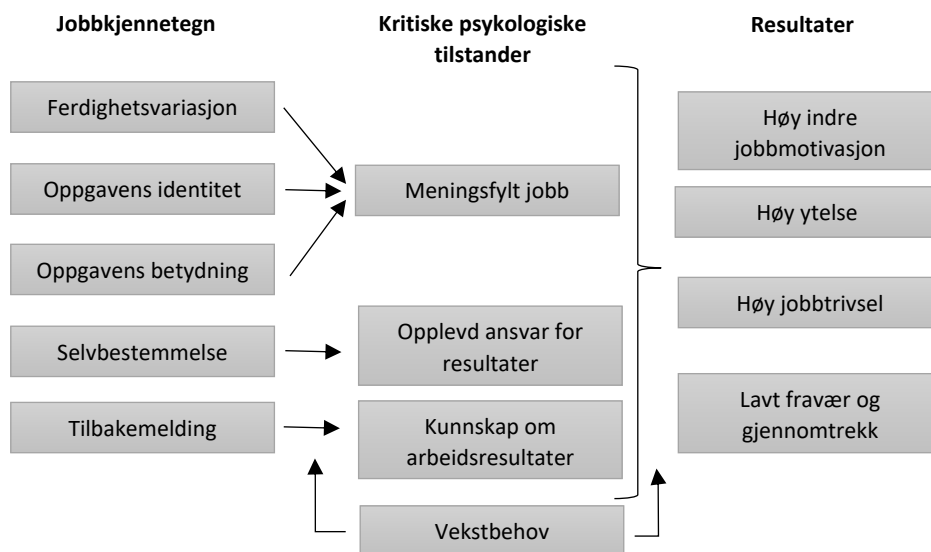 Jobbkjennetegn
Ferdighetsvariasjon
Oppgavens identitet
Oppgavens betydning
Selvbestemmelse
Tilbakemelding
Kritiske psykologiske
tilstander
Meningsfylt jobb
Opplevd ansvar for
resultater
Kunnskap om
arbeidsresultater
Vekstbehov
Resultater
Høy indre
jobbmotivasjon
Høy ytelse
Høy jobbtrivsel
Lavt fravær og
gjennomtrekk